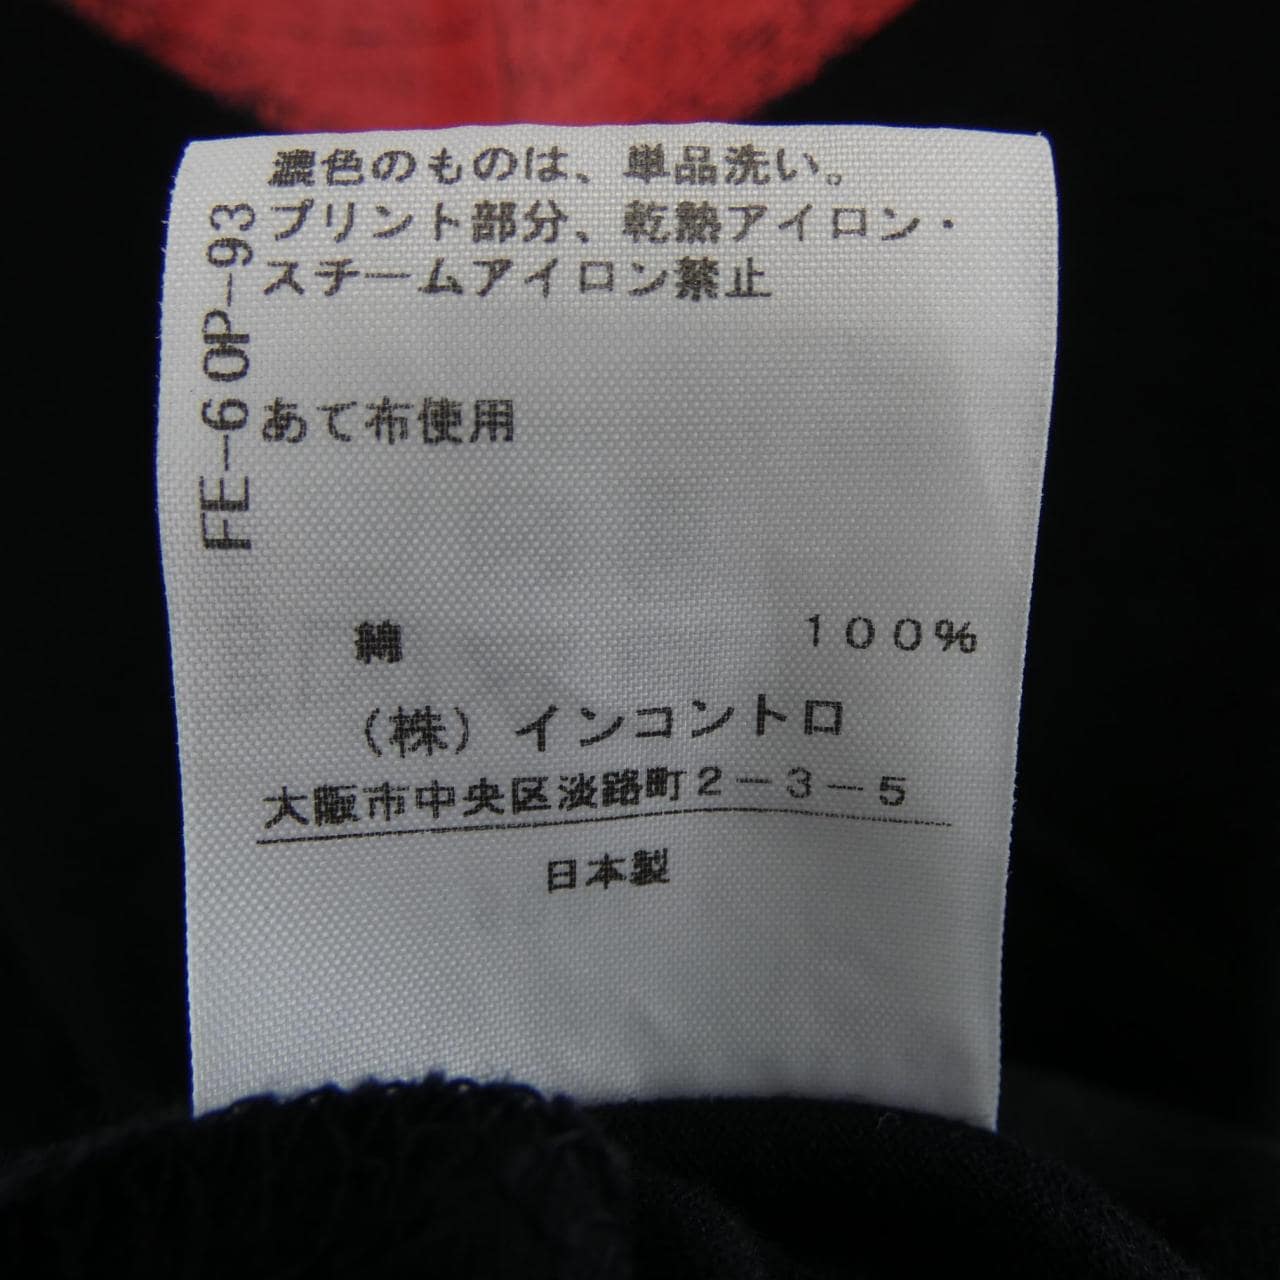 濃色のものは、単品洗い。
プリント部分、乾熱アイロン・
スチームアイロン禁止
あて布使用
FE-6 0P-93
綿 100%
(株)インコントロ
大阪市中央区淡路町2-3-5
日本製